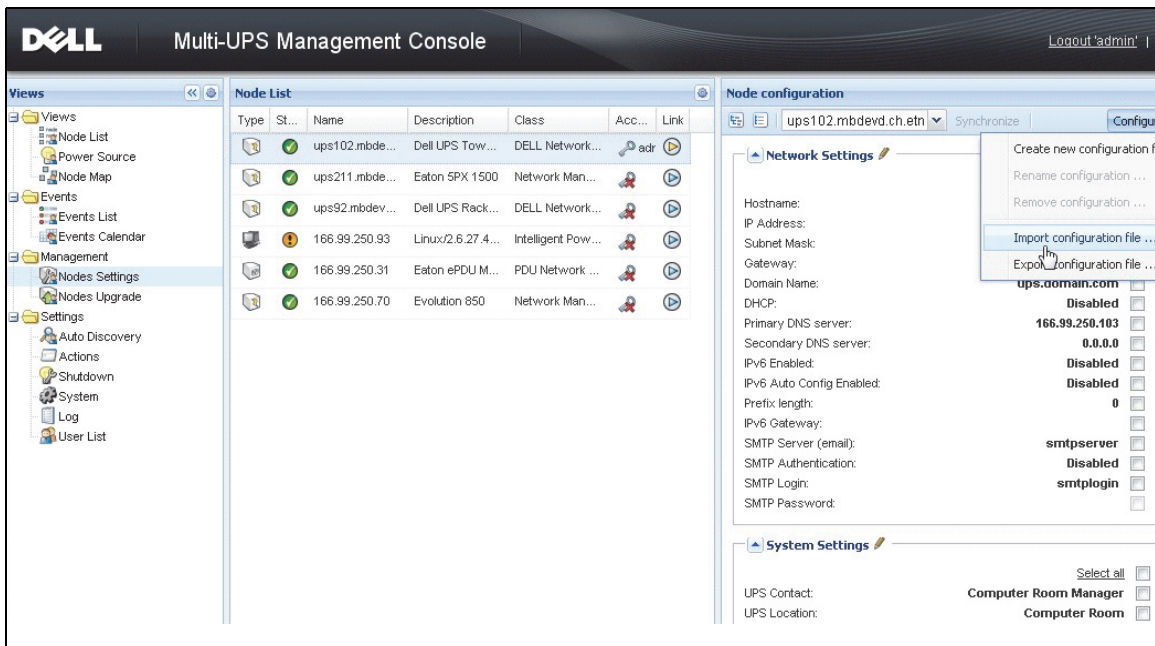 DELL Multi-UPS Management Console Logout 'admin' |
Views
Views
Node List
Power Source
Node Map
Events
Events List
Events Calendar
Management
Nodes Settings
Nodes Upgrade
Settings
Auto Discovery
Actions
Shutdown
System
Log
User List
Node List
Type St... Name Description Class Acc... Link
ups102.mbde... Dell UPS Tow... DELL Network... adr
ups211.mbde... Eaton 5PX 1500 Network Man...
ups92.mbdev... Dell UPS Rack... DELL Network...
166.99.250.93 Linux/2.6.27.4... Intelligent Pow...
166.99.250.31 Eaton ePDU M... PDU Network ...
166.99.250.70 Evolution 850 Network Man...
Node configuration
ups102.mbdevd.ch.etn Synchronize Configu
Create new configuration f
Rename configuration ...
Remove configuration ...
Import configuration file ...
Export configuration file ...
Network Settings
Hostname:
IP Address:
Subnet Mask:
Gateway:
Domain Name: ups.domain.com
DHCP: Disabled
Primary DNS server: 166.99.250.103
Secondary DNS server: 0.0.0.0
IPv6 Enabled: Disabled
IPv6 Auto Config Enabled: Disabled
Prefix length: 0
IPv6 Gateway:
SMTP Server (email): smtpserver
SMTP Authentication: Disabled
SMTP Login: smtplogin
SMTP Password:
System Settings
Select all
UPS Contact: Computer Room Manager
UPS Location: Computer Room